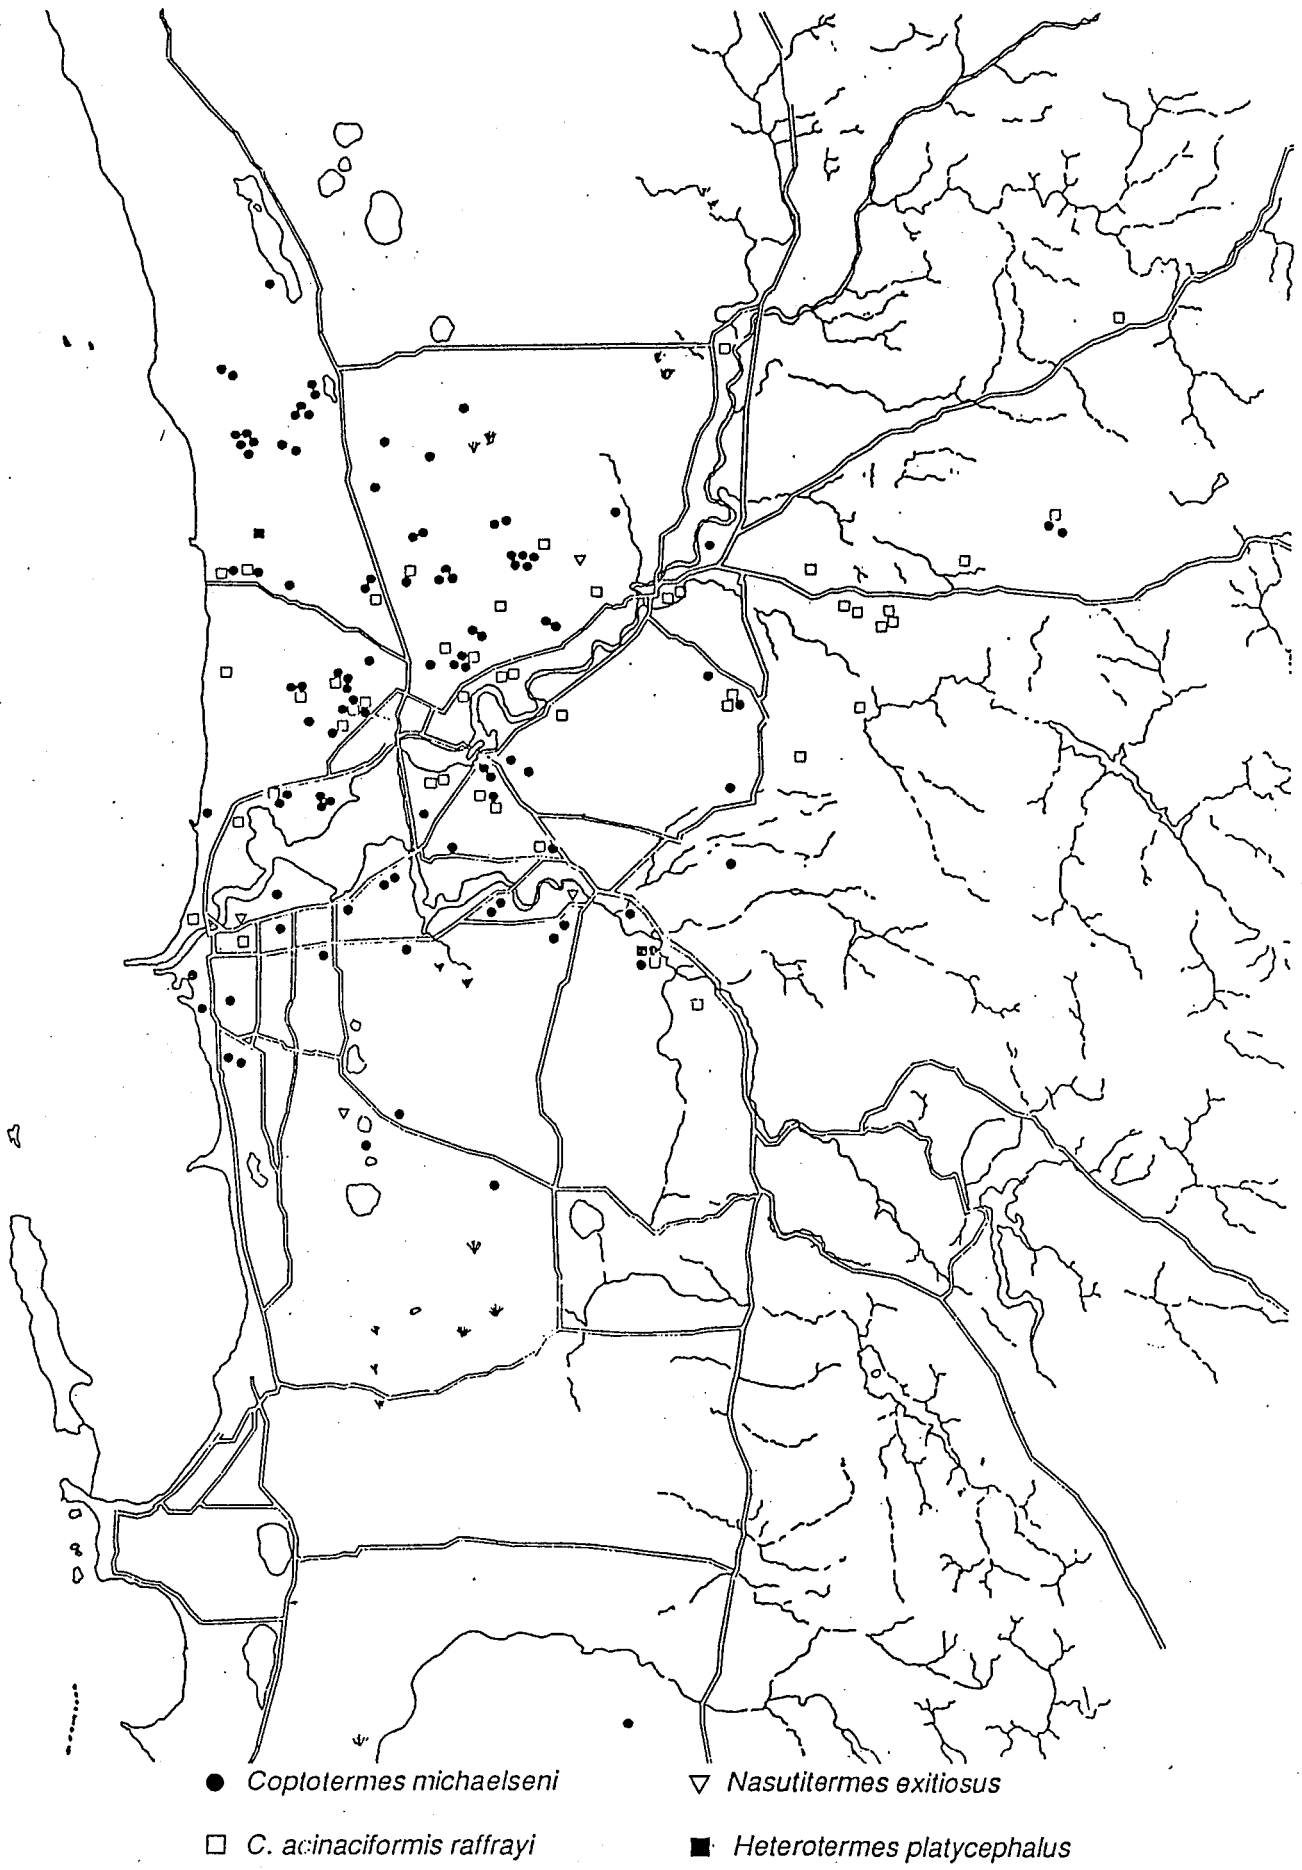 Coptotermes michaelseni
Nasutitermes exitiosus
C. acinaciformis raffrayi
Heterotermes platycephalus